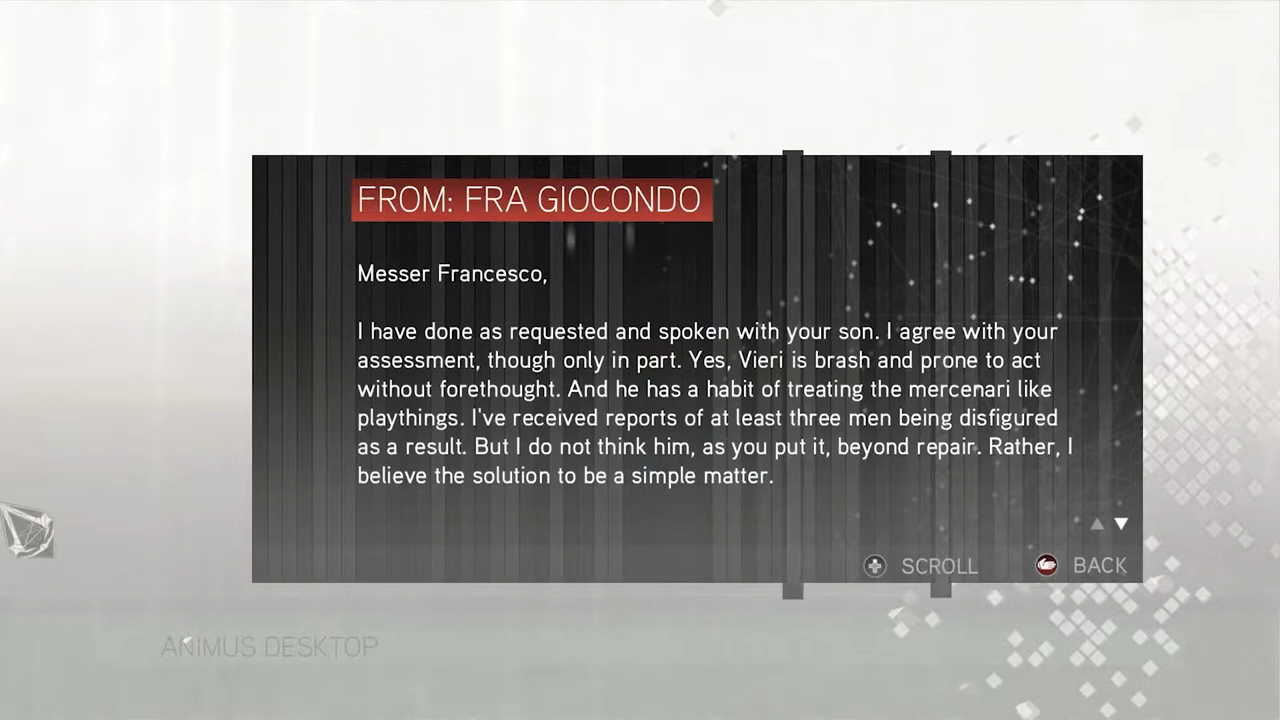 FROM: FRA GIOCONDO
Messer Francesco,
I have done as requested and spoken with your son. I agree with your
assessment, though only in part. Yes, Vieri is brash and prone to act
without forethought. And he has a habit of treating the mercenari like
playthings. I've received reports of at least three men being disfigured
as a result. But I do not think him, as you put it, beyond repair. Rather, I
believe the solution to be a simple matter.
SCROLL
BACK
ANIMUS DESKTOP